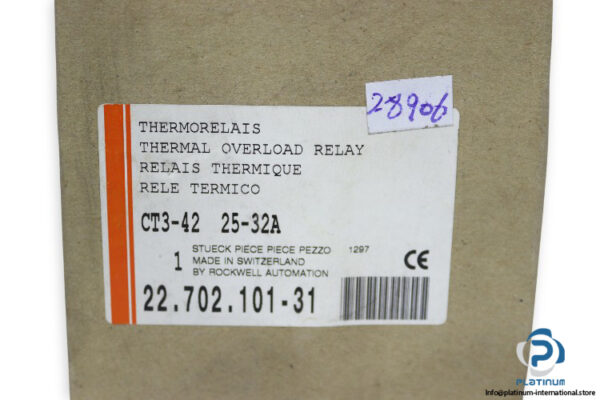 28906
THERMORELAIS
THERMAL OVERLOAD RELAY
RELAIS THERMIQUE
RELE TERMICO
CT3-42 25-32A
1 STUECK PIECE PIECE PEZZO 1297
MADE IN SWITZERLAND
BY ROCKWELL AUTOMATION
CE
22.702.101-31
PLATINUM
Info@platinum-international.store